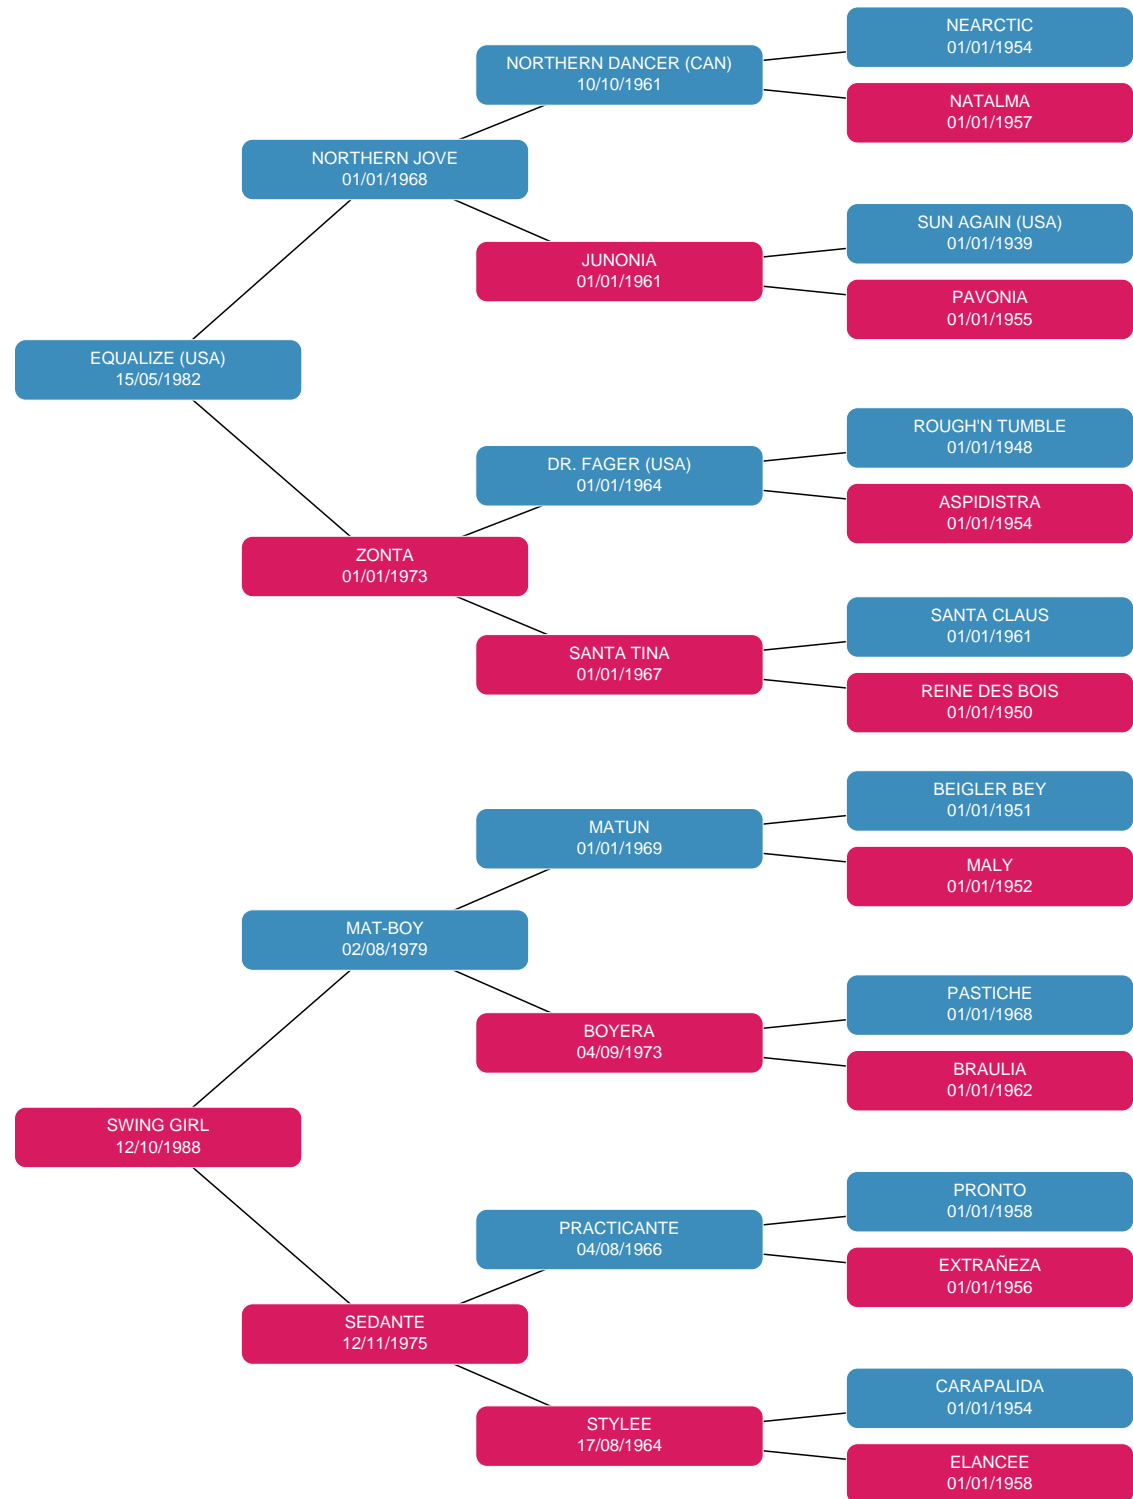 NEARCTIC
01/01/1954
NORTHERN DANCER (CAN)
10/10/1961
NATALMA
01/01/1957
NORTHERN JOVE
01/01/1968
SUN AGAIN (USA)
01/01/1939
JUNONIA
01/01/1961
PAVONIA
01/01/1955
EQUALIZE (USA)
15/05/1982
ROUGH'N TUMBLE
01/01/1948
DR. FAGER (USA)
01/01/1964
ASPIDISTRA
01/01/1954
ZONTA
01/01/1973
SANTA CLAUS
01/01/1961
SANTA TINA
01/01/1967
REINE DES BOIS
01/01/1950
BEIGLER BEY
01/01/1951
MATUN
01/01/1969
MALY
01/01/1952
MAT-BOY
02/08/1979
PASTICHE
01/01/1968
BOYERA
04/09/1973
BRAULIA
01/01/1962
SWING GIRL
12/10/1988
PRONTO
01/01/1958
PRACTICANTE
04/08/1966
EXTRAÑEZA
01/01/1956
SEDANTE
12/11/1975
CARAPALIDA
01/01/1954
STYLEE
17/08/1964
ELANCEE
01/01/1958